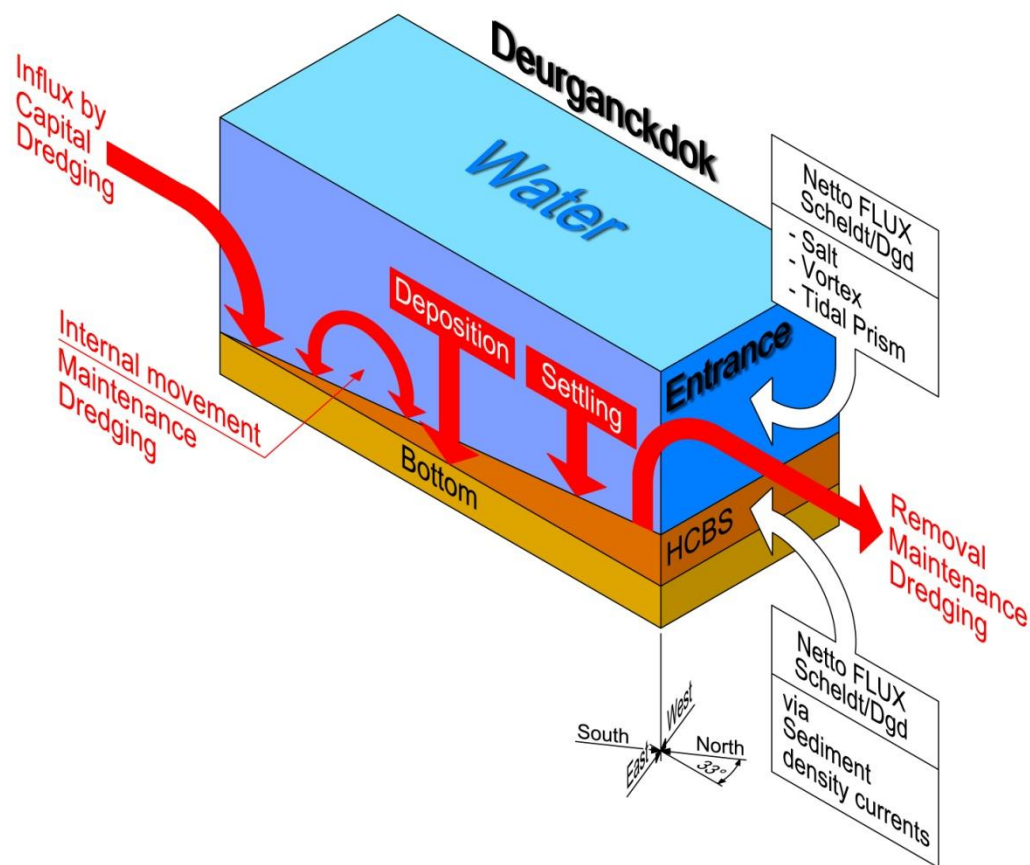 Deurganckdok
Water
Influx by
Capital
Dredging
Netto FLUX
Scheldt/Dgd
- Salt
- Vortex
- Tidal Prism
Deposition
Settling
Entrance
Internal movement
Maintenance
Dredging
Bottom
HCBS
Removal
Maintenance
Dredging
Netto FLUX
Scheldt/Dgd
via
Sediment
density currents
West
South
North
East
33°